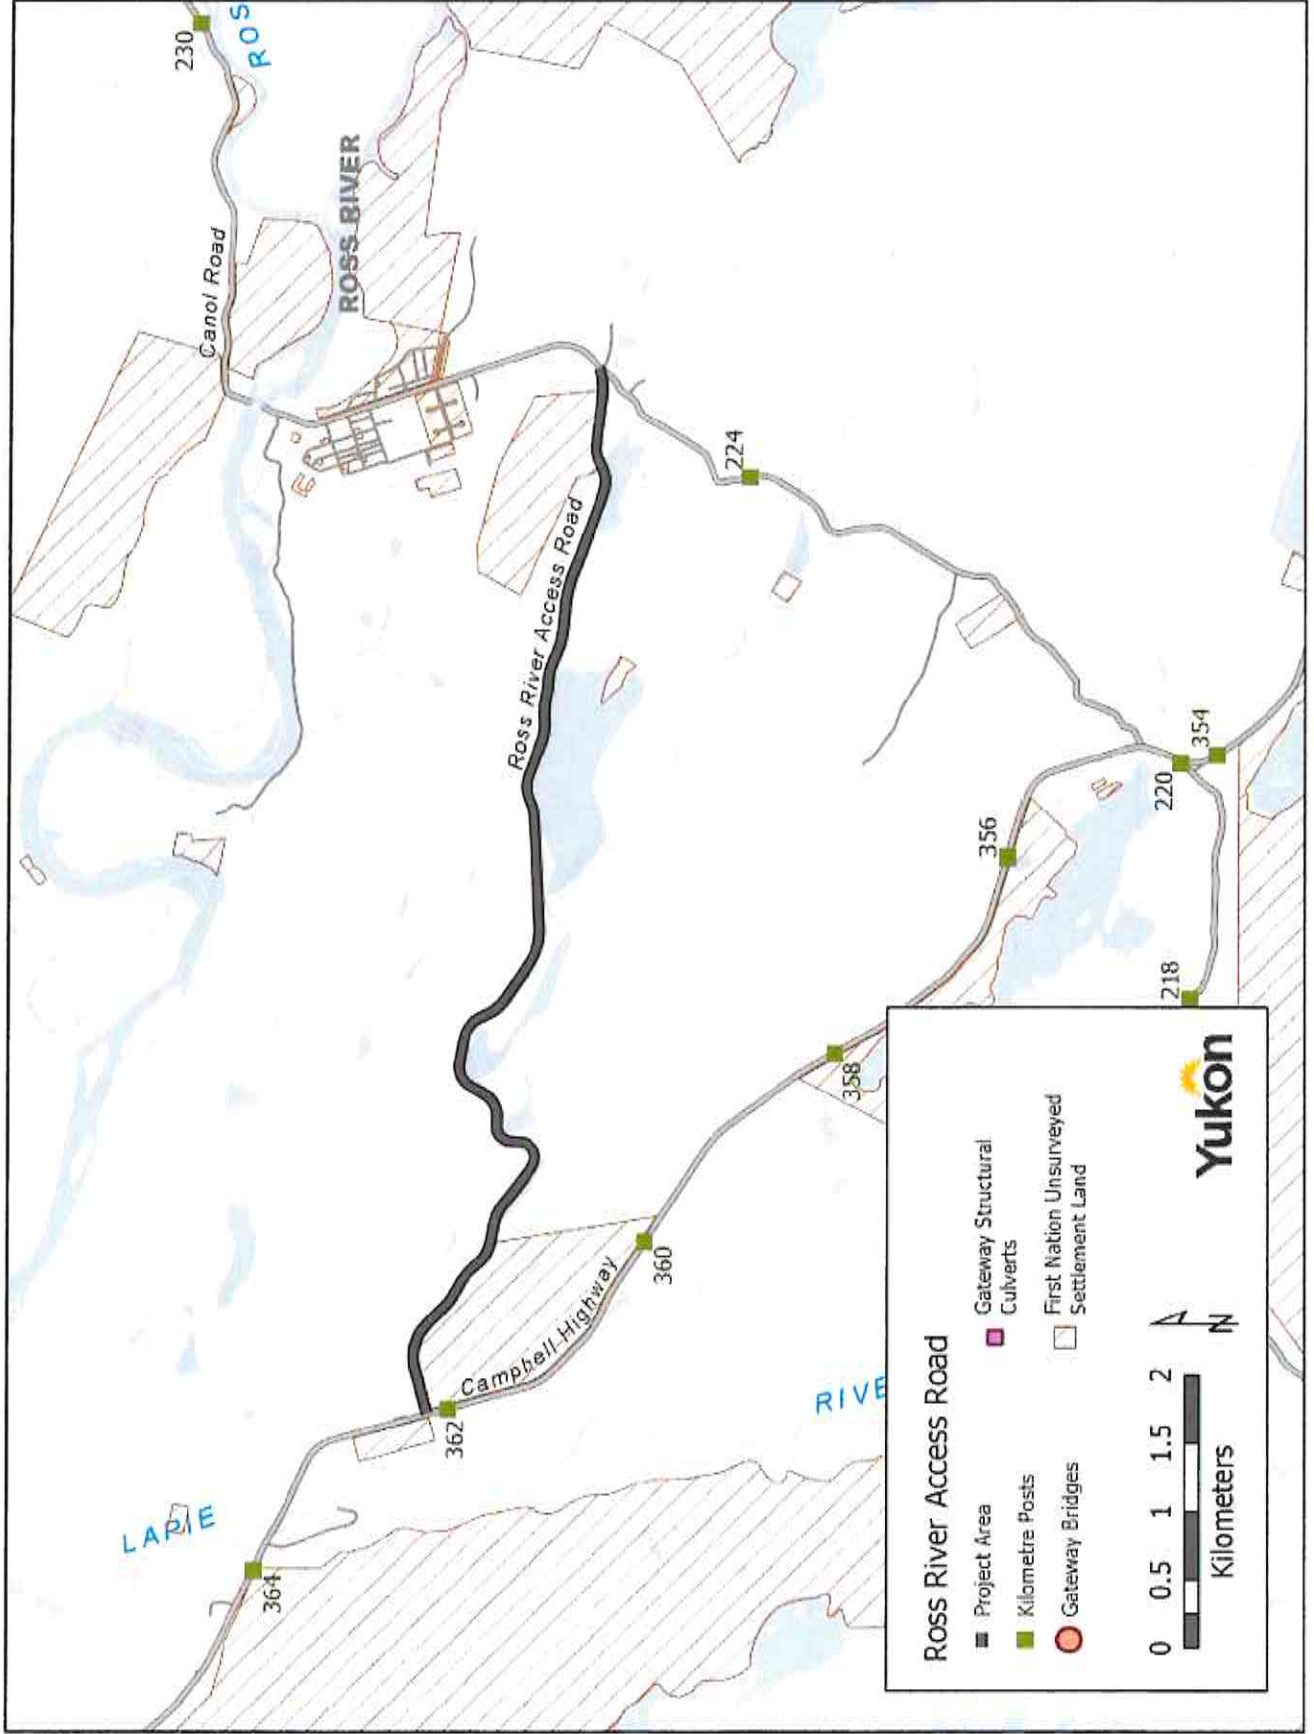 230
ROS
Canol Road
ROSS RIVER
224
Ross River Access Road
354
220
356
218
358
360
Campbell Highway
362
RIVE
LAPIE
364
Ross River Access Road
Project Area
Kilometre Posts
Gateway Bridges
Gateway Structural
Culverts
First Nation Unsurveyed
Settlement Land
0 0.5 1 1.5 2
Kilometers
N
Yukon